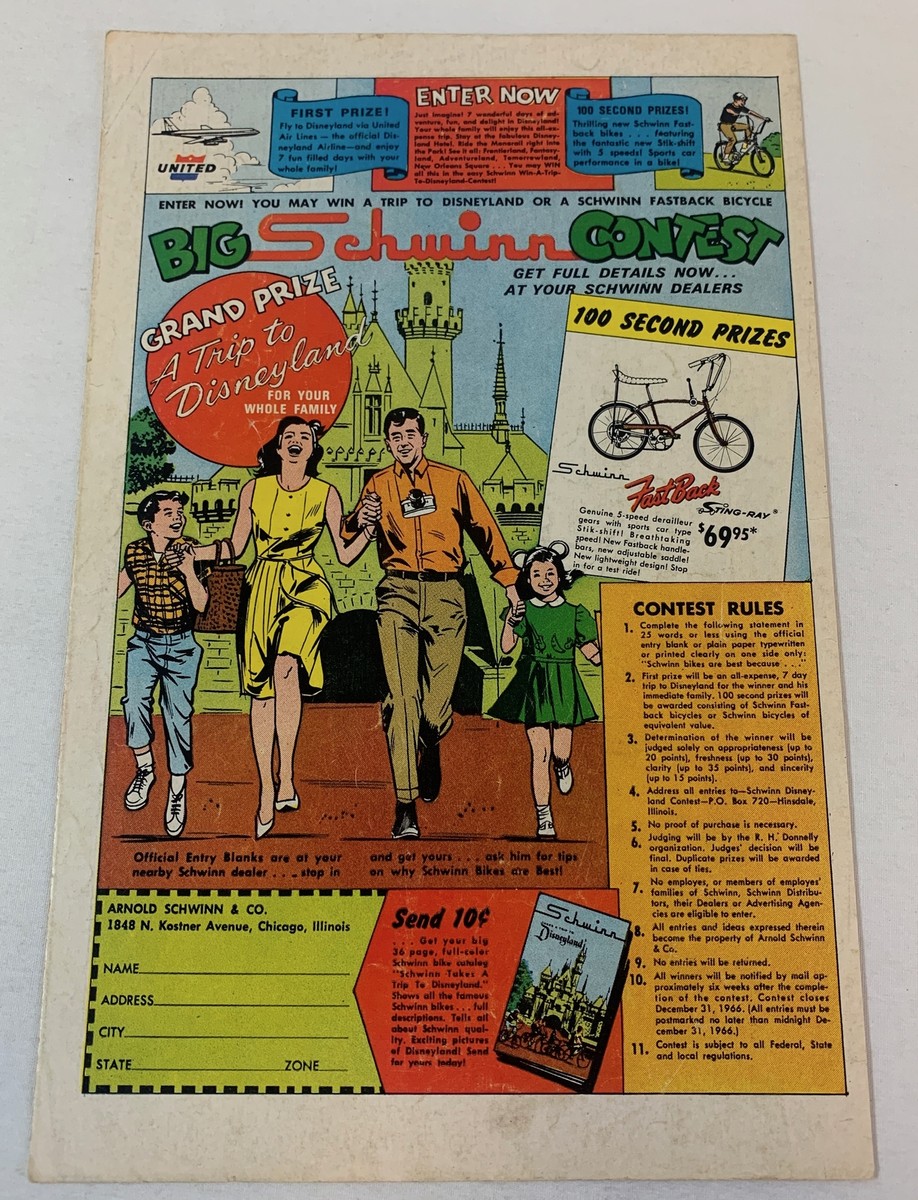 UNITED
FIRST PRIZE!
Fly to Disneyland via United
Air Lines — the official Dis-
neyland Airline—and enjoy
7 fun filled days with your
whole family!
ENTER NOW
Just imagine! 7 wonderful days of ad-
venture, fun, and delight in Disneyland!
Your whole family will enjoy this all-ex-
pense trip. Stay at the fabulous Disney-
land Hotel. Ride the Monorail right into
the Park! See it all: Frontierland, Fantasy-
land, Adventureland, Tomorrowland,
New Orleans Square . . . You may WIN
all this in the easy Schwinn Win-A-Trip-
To-Disneyland-Contest!
100 SECOND PRIZES!
Thrilling new Schwinn Fast-
back bikes . . . featuring
the fantastic new Stik-shift
with 5 speeds! Sports car
performance in a bike!
ENTER NOW! YOU MAY WIN A TRIP TO DISNEYLAND OR A SCHWINN FASTBACK BICYCLE
BIG Schwinn CONTEST
GET FULL DETAILS NOW...
AT YOUR SCHWINN DEALERS
GRAND PRIZE
A Trip to
Disneyland
FOR YOUR
WHOLE FAMILY
100 SECOND PRIZES
Schwinn
FastBack
STING-RAY®
$69.95*
Genuine 5-speed derailleur
gears with sports car type
Stik-shift! Breathtaking
speed! New Fastback handle-
bars, new adjustable saddle!
New lightweight design! Stop
in for a test ride!
CONTEST RULES
1. Complete the following statement in
25 words or less using the official
entry blank or plain paper typewritten
or printed clearly on one side only:
"Schwinn bikes are best because . . ."
2. First prize will be an all-expense, 7 day
trip to Disneyland for the winner and his
immediate family. 100 second prizes will
be awarded consisting of Schwinn Fast-
back bicycles or Schwinn bicycles of
equivalent value.
3. Determination of the winner will be
judged solely on appropriateness (up to
20 points), freshness (up to 30 points),
clarity (up to 35 points), and sincerity
(up to 15 points).
4. Address all entries to—Schwinn Disney-
land Contest—P.O. Box 720—Hinsdale,
Illinois.
5. No proof of purchase is necessary.
6. Judging will be by the R. H. Donnelly
organization. Judges' decision will be
final. Duplicate prizes will be awarded
in case of ties.
7. No employes, or members of employes'
families of Schwinn, Schwinn Distribu-
tors, their Dealers or Advertising Agen-
cies are eligible to enter.
8. All entries and ideas expressed therein
become the property of Arnold Schwinn
& Co.
9. No entries will be returned.
10. All winners will be notified by mail ap-
proximately six weeks after the comple-
tion of the contest. Contest closes
December 31, 1966. (All entries must be
postmarknd no later than midnight De-
cember 31, 1966.)
11. Contest is subject to all Federal, State
and local regulations.
Official Entry Blanks are at your
nearby Schwinn dealer . . . stop in
and get yours . . . ask him for tips
on why Schwinn Bikes are Best!
ARNOLD SCHWINN & CO.
1848 N. Kostner Avenue, Chicago, Illinois
NAME
ADDRESS
CITY
STATE ZONE
Send 10¢
. . . Get your big
36 page, full-color
Schwinn bike catalog
"Schwinn Takes A
Trip To Disneyland."
Shows all the famous
Schwinn bikes . . . full
descriptions. Tells all
about Schwinn qual-
ity. Exciting pictures
of Disneyland! Send
for yours today!
Schwinn
TAKES A TRIP TO
Disneyland